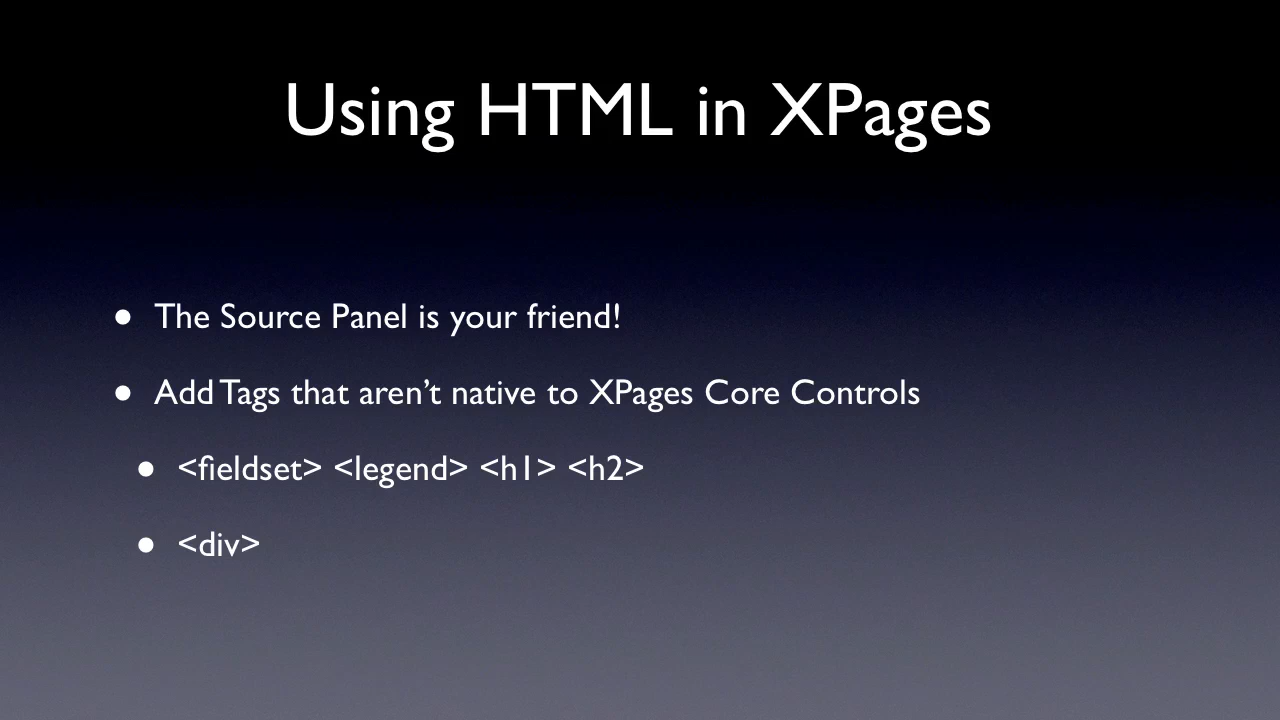 Using HTML in XPages
• The Source Panel is your friend!
• Add Tags that aren’t native to XPages Core Controls
• <fieldset> <legend> <h1> <h2>
• <div>